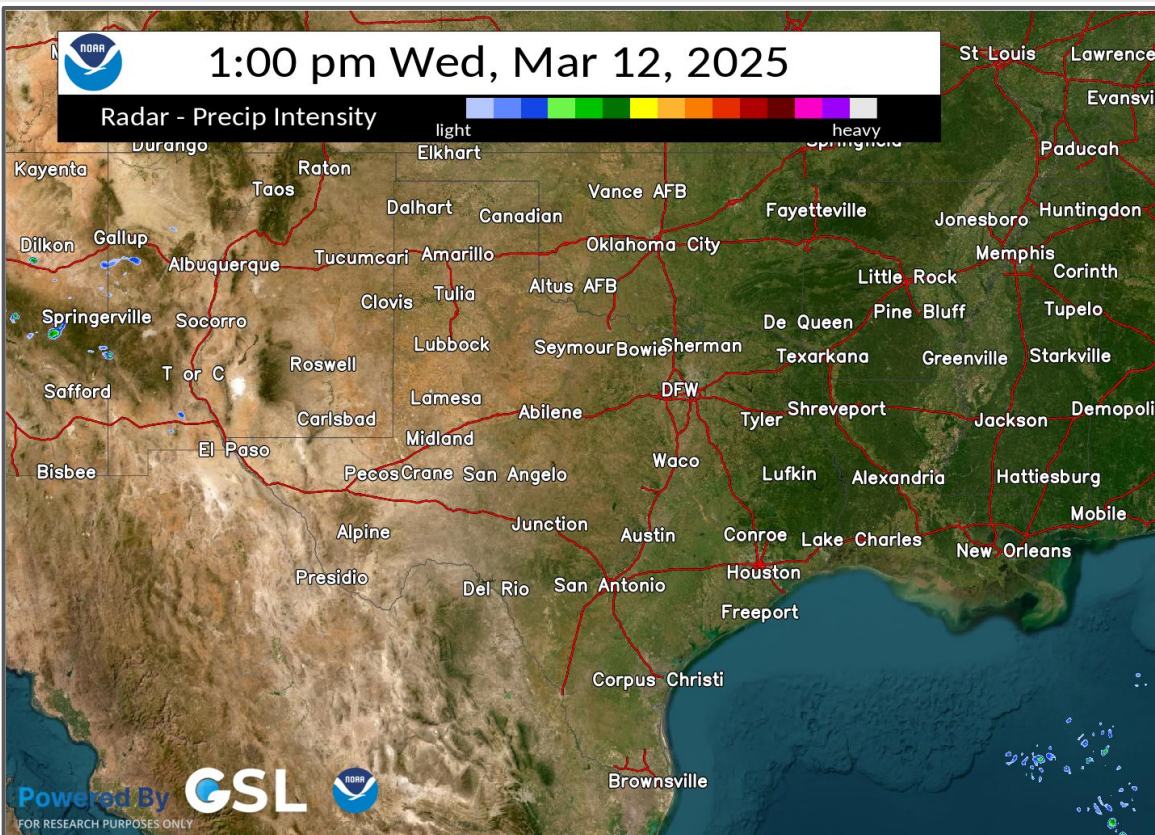 NOAA
1:00 pm Wed, Mar 12, 2025
Radar - Precip Intensity
light
heavy
St Louis
Lawrence
Evansvi
Durango
Elkhart
Springfield
Paducah
Kayenta
Raton
Taos
Vance AFB
Dalhart
Canadian
Fayetteville
Jonesboro
Huntingdon
Dilkon
Gallup
Albuquerque
Tucumcari
Amarillo
Oklahoma City
Memphis
Corinth
Little Rock
Clovis
Tulia
Altus AFB
Springerville
Socorro
De Queen
Pine Bluff
Tupelo
Lubbock
Seymour
Bowie
Sherman
Texarkana
Greenville
Starkville
Roswell
T or C
Safford
Lamesa
DFW
Carlsbad
Abilene
Tyler
Shreveport
Jackson
Demopoli
El Paso
Midland
Bisbee
Pecos
Crane
San Angelo
Waco
Lufkin
Alexandria
Hattiesburg
Mobile
Alpine
Junction
Austin
Conroe
Lake Charles
New Orleans
Presidio
Del Rio
San Antonio
Houston
Freeport
Corpus Christi
Brownsville
Powered By
GSL
NOAA
FOR RESEARCH PURPOSES ONLY